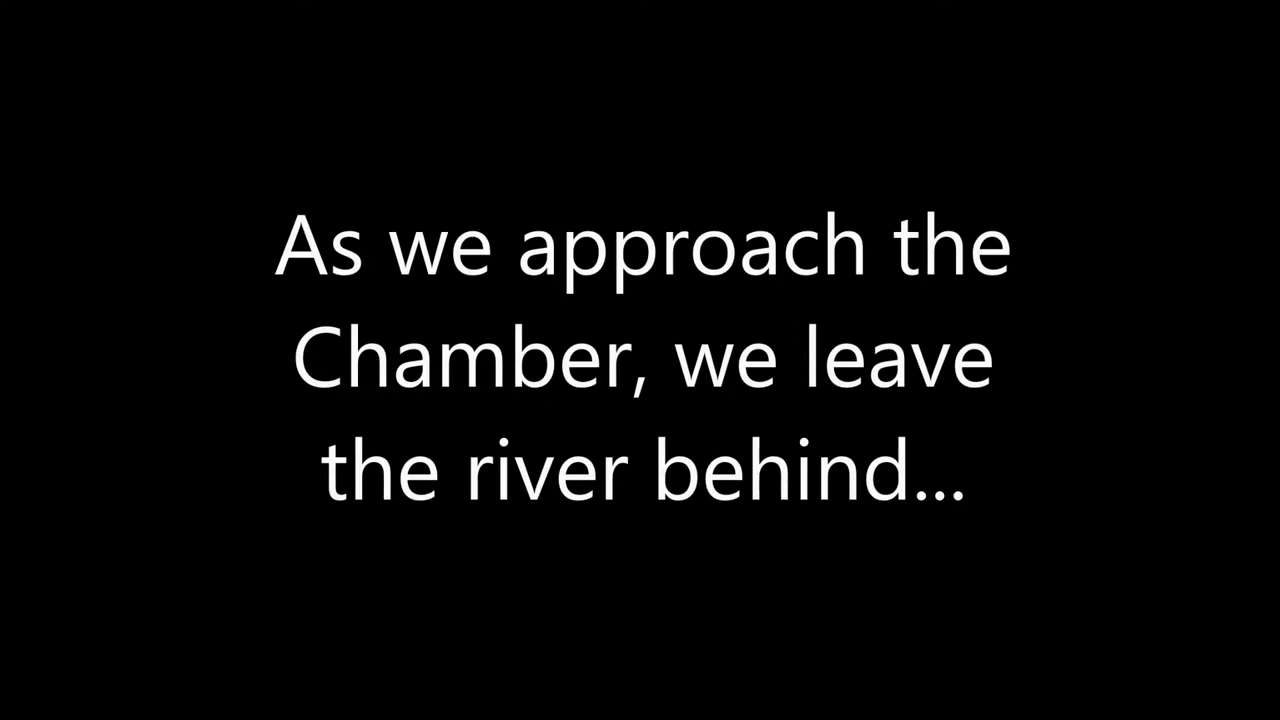 As we approach the
Chamber, we leave
the river behind...